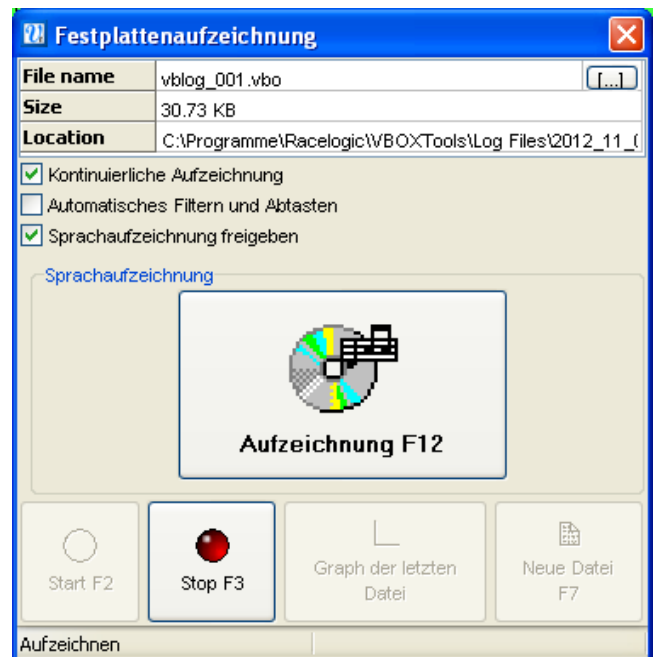 Festplattenaufzeichnung
File name vblog_001.vbo [...]
Size 30.73 KB
Location C:\Programme\Racelogic\VBOXTools\Log Files\2012_11_
Kontinuierliche Aufzeichnung
Automatisches Filtern und Abtasten
Sprachaufzeichnung freigeben
Sprachaufzeichnung
Aufzeichnung F12
Start F2
Stop F3
Graph der letzten
Datei
Neue Datei
F7
Aufzeichnen